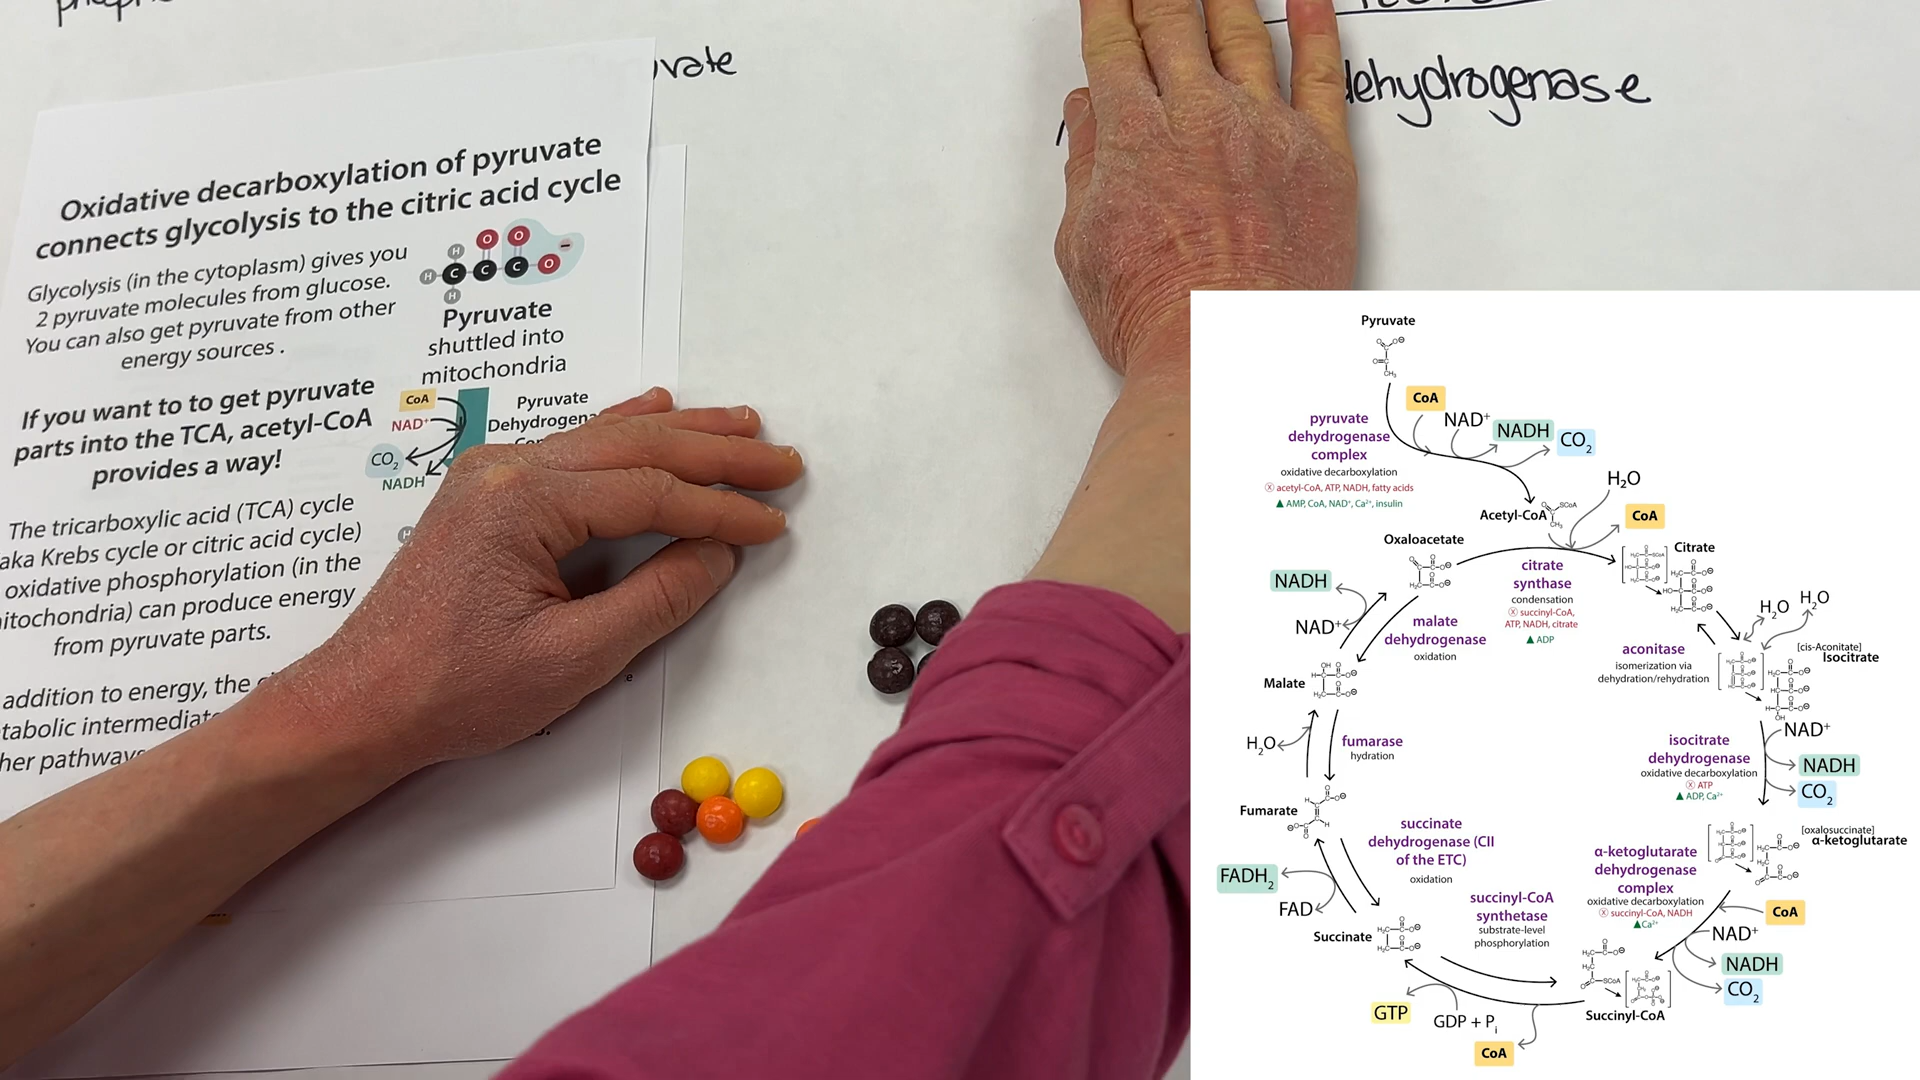 vate
dehydrogenase
Oxidative decarboxylation of pyruvate
connects glycolysis to the citric acid cycle
Glycolysis (in the cytoplasm) gives you
2 pyruvate molecules from glucose.
You can also get pyruvate from other
energy sources .
H
H
H
C
C
C
O
O
O
Pyruvate
shuttled into
mitochondria
If you want to to get pyruvate
parts into the TCA, acetyl-CoA
provides a way!
CoA
NAD⁺
CO₂
NADH
Pyruvate
Dehydrogena
The tricarboxylic acid (TCA) cycle
aka Krebs cycle or citric acid cycle)
oxidative phosphorylation (in the
itochondria) can produce energy
from pyruvate parts.
H
addition to energy, the
tabolic intermediat
her pathway
Pyruvate
CoA
NAD⁺
NADH
CO₂
pyruvate
dehydrogenase
complex
oxidative decarboxylation
ⓧ acetyl-CoA, ATP, NADH, fatty acids
▲ AMP, CoA, NAD⁺, Ca²⁺, insulin
H₂O
Acetyl-CoA
SCoA
CH₃
CoA
Oxaloacetate
Citrate
citrate
synthase
condensation
ⓧ succinyl-CoA,
ATP, NADH, citrate
▲ ADP
NADH
NAD⁺
malate
dehydrogenase
oxidation
H₂O
H₂O
aconitase
isomerization via
dehydration/rehydration
[cis-Aconitate]
Isocitrate
Malate
NAD⁺
NADH
CO₂
isocitrate
dehydrogenase
oxidative decarboxylation
ⓧ ATP
▲ ADP, Ca²⁺
H₂O
fumarase
hydration
Fumarate
[oxalosuccinate]
α-ketoglutarate
succinate
dehydrogenase (CII
of the ETC)
oxidation
α-ketoglutarate
dehydrogenase
complex
oxidative decarboxylation
ⓧ succinyl-CoA, NADH
▲Ca²⁺
FADH₂
FAD
CoA
NAD⁺
NADH
CO₂
succinyl-CoA
synthetase
substrate-level
phosphorylation
Succinate
Succinyl-CoA
GTP
GDP + Pᵢ
CoA